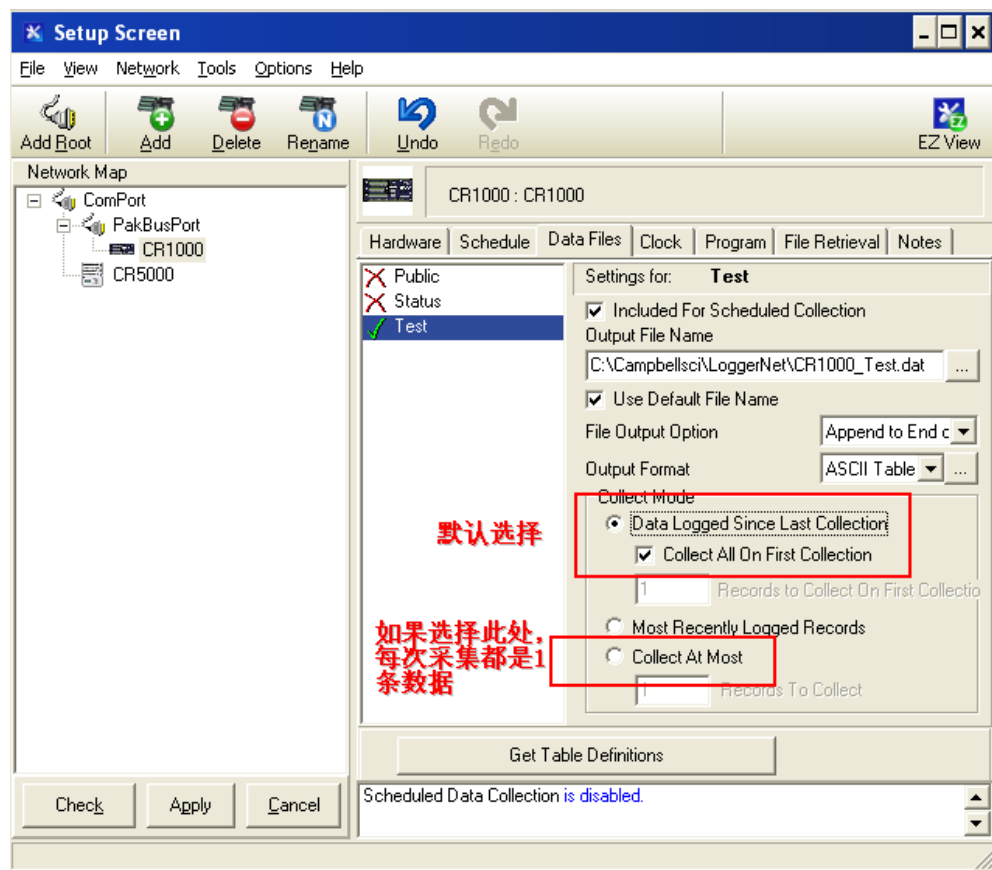 Setup Screen
File View Network Tools Options Help
Add Root Add Delete Rename Undo Redo EZ View
Network Map
ComPort
PakBusPort
CR1000
CR5000
CR1000 : CR1000
Hardware Schedule Data Files Clock Program File Retrieval Notes
Public
Status
Test
Settings for: Test
Included For Scheduled Collection
Output File Name
C:\Campbellsci\LoggerNet\CR1000_Test.dat ...
Use Default File Name
File Output Option Append to End c
Output Format ASCII Table ...
Collect Mode
默认选择
Data Logged Since Last Collection
Collect All On First Collection
1 Records to Collect On First Collectio
如果选择此处，
每次采集都是1
条数据
Most Recently Logged Records
Collect At Most
1 Records To Collect
Get Table Definitions
Check Apply Cancel
Scheduled Data Collection is disabled.